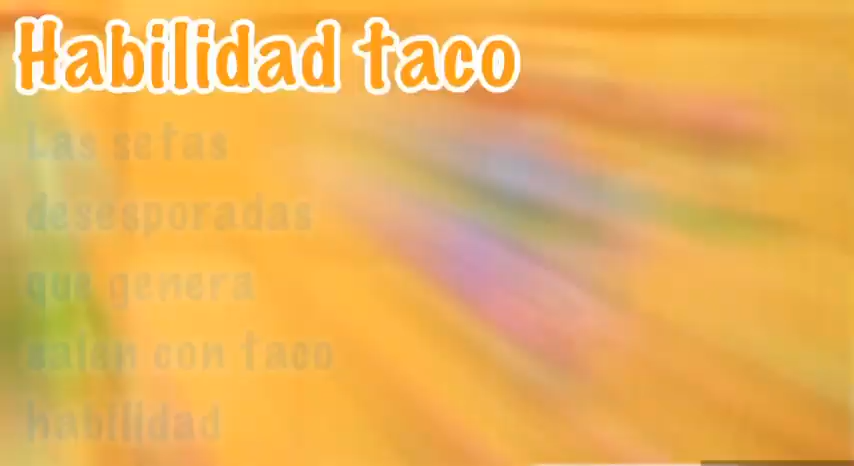 Habilidad taco
Las setas
desesporadas
que genera
salen con taco
habilidad